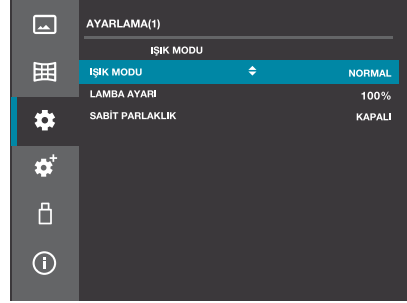 AYARLAMA(1)
IŞIK MODU
IŞIK MODU NORMAL
LAMBA AYARI 100%
SABİT PARLAKLIK KAPALI